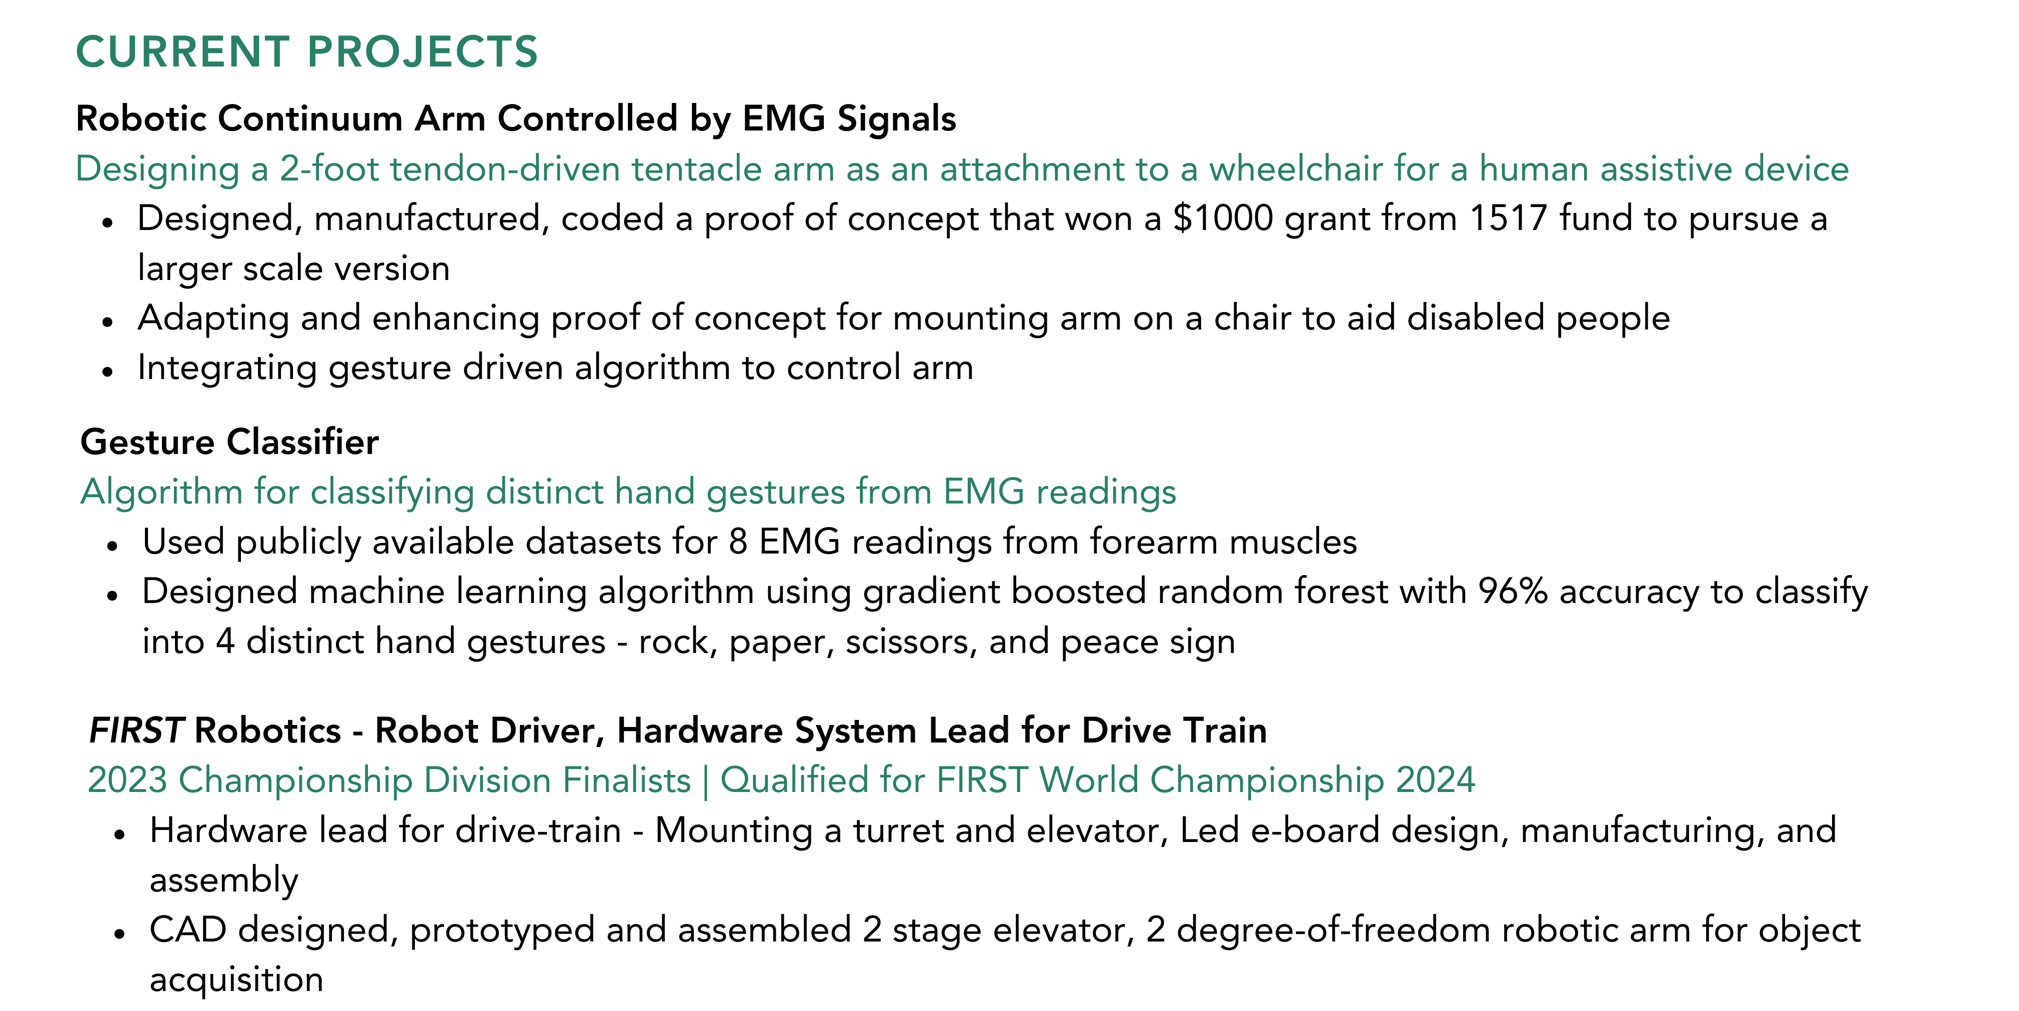 CURRENT PROJECTS
Robotic Continuum Arm Controlled by EMG Signals
Designing a 2-foot tendon-driven tentacle arm as an attachment to a wheelchair for a human assistive device
• Designed, manufactured, coded a proof of concept that won a $1000 grant from 1517 fund to pursue a
larger scale version
• Adapting and enhancing proof of concept for mounting arm on a chair to aid disabled people
• Integrating gesture driven algorithm to control arm
Gesture Classifier
Algorithm for classifying distinct hand gestures from EMG readings
• Used publicly available datasets for 8 EMG readings from forearm muscles
• Designed machine learning algorithm using gradient boosted random forest with 96% accuracy to classify
into 4 distinct hand gestures - rock, paper, scissors, and peace sign
FIRST Robotics - Robot Driver, Hardware System Lead for Drive Train
2023 Championship Division Finalists | Qualified for FIRST World Championship 2024
• Hardware lead for drive-train - Mounting a turret and elevator, Led e-board design, manufacturing, and
assembly
• CAD designed, prototyped and assembled 2 stage elevator, 2 degree-of-freedom robotic arm for object
acquisition